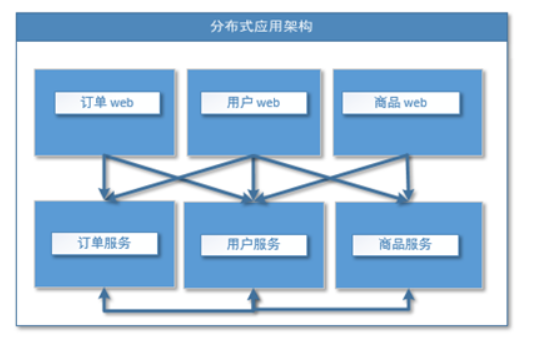 分布式应用架构
订单 web
用户 web
商品 web
订单服务
用户服务
商品服务